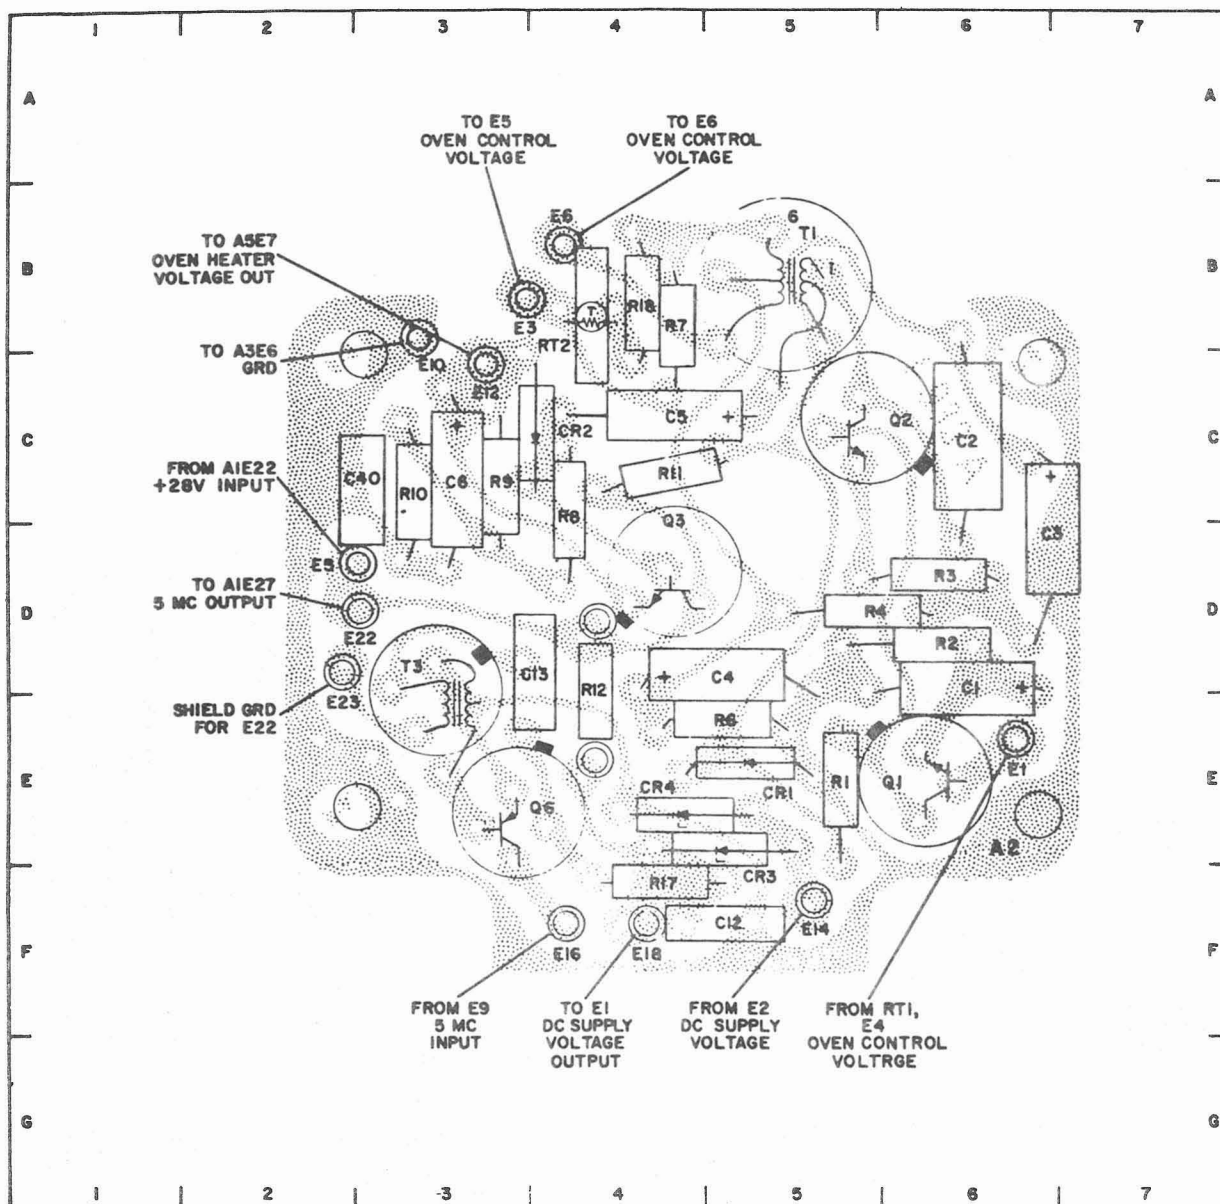 1 2 3 4 5 6 7
A A
TO E5
OVEN CONTROL
VOLTAGE
TO E6
OVEN CONTROL
VOLTAGE
E6
6
T1
TO A5E7
OVEN HEATER
VOLTAGE OUT
B B
1
R18
R7
T
E3
RT2
TO A3E6
GRD
E10
E12
C5
+
Q2
C2
C C
CR2
+
FROM A1E22
+28V INPUT
C40
R10
C6
R9
R11
+
R8
Q3
C3
E5
R3
TO A1E27
5 MC OUTPUT
R4
D D
E22
R2
T3
C13
R12
+
C4
C1
+
E23
SHIELD GRD
FOR E22
R6
E1
E E
R1
Q1
CR4
CR1
Q6
A2
CR3
R17
C12
E14
E16
E18
F F
FROM E9
5 MC
INPUT
TO E1
DC SUPPLY
VOLTAGE
OUTPUT
FROM E2
DC SUPPLY
VOLTAGE
FROM RT1,
E4
OVEN CONTROL
VOLTRGE
G G
1 2 3 4 5 6 7